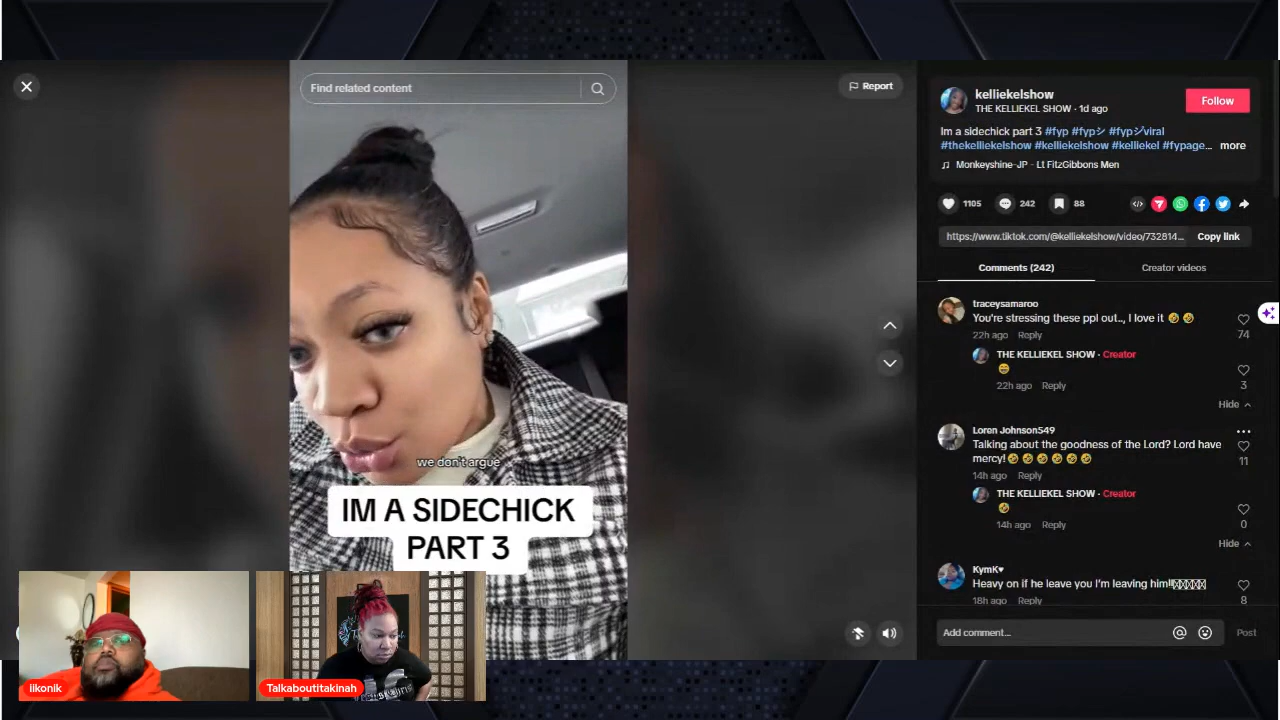 Find related content
Report
we don't argue
IM A SIDECHICK
PART 3
iikonik
Talkaboutitakinah
kelliekelshow
THE KELLIEKEL SHOW · 1d ago
Follow
Im a sidechick part 3 #fyp #fypシ #fypジviral
#thekelliekelshow #kelliekelshow #kelliekel #fypage... more
Monkeyshine-JP - Lt FitzGibbons Men
1105
242
88
https://www.tiktok.com/@kelliekelshow/video/732814...
Copy link
Comments (242)
Creator videos
traceysamaroo
You're stressing these ppl out.., I love it 🤣 🤣
74
22h ago Reply
THE KELLIEKEL SHOW · Creator
😄
3
22h ago Reply
Hide
Loren Johnson549
Talking about the goodness of the Lord? Lord have
mercy! 🤣 🤣 🤣 🤣 🤣 🤣
11
14h ago Reply
THE KELLIEKEL SHOW · Creator
🤣
0
14h ago Reply
Hide
KymK♥
Heavy on if he leave you I'm leaving him!
8
18h ago Reply
Add comment...
Post